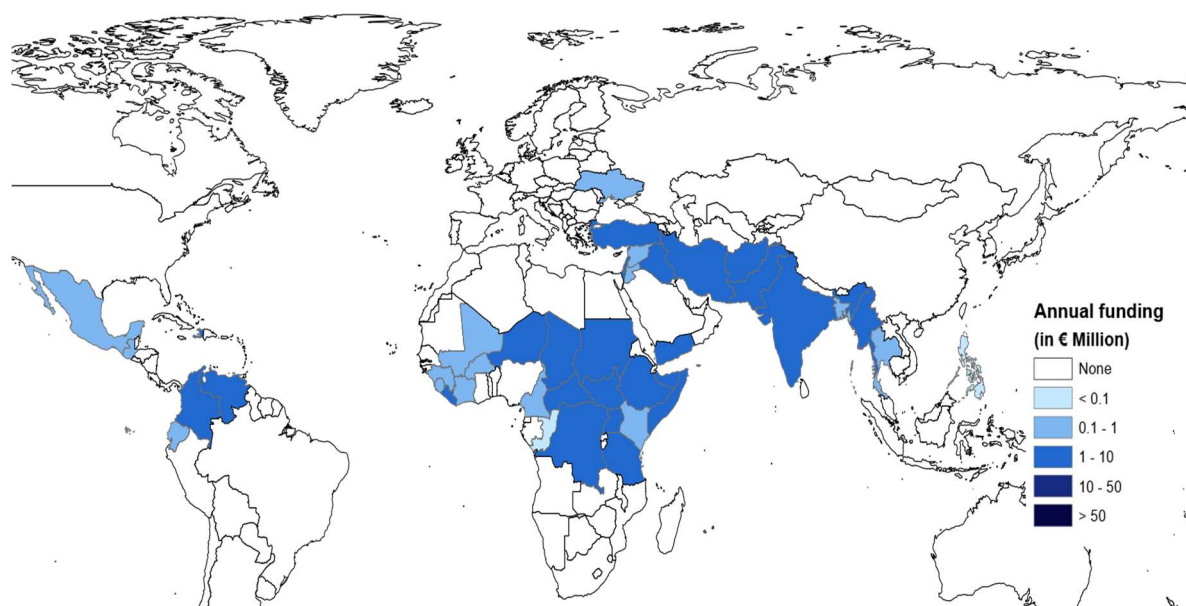 Annual funding
(in € Million)
None
< 0.1
0.1 - 1
1 - 10
10 - 50
> 50